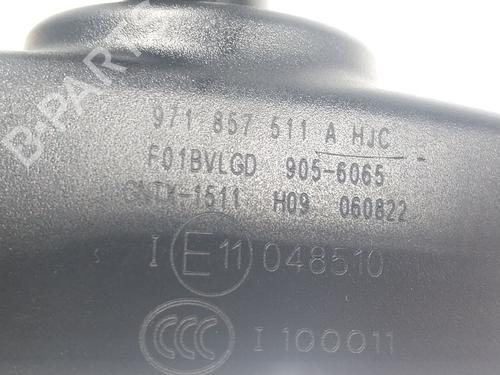 B-PARTS
971 857 511 A HJC
F01BVLGD 905-6065
GNTX-1511 H09 060822
I E11 048510
CCC I 100011